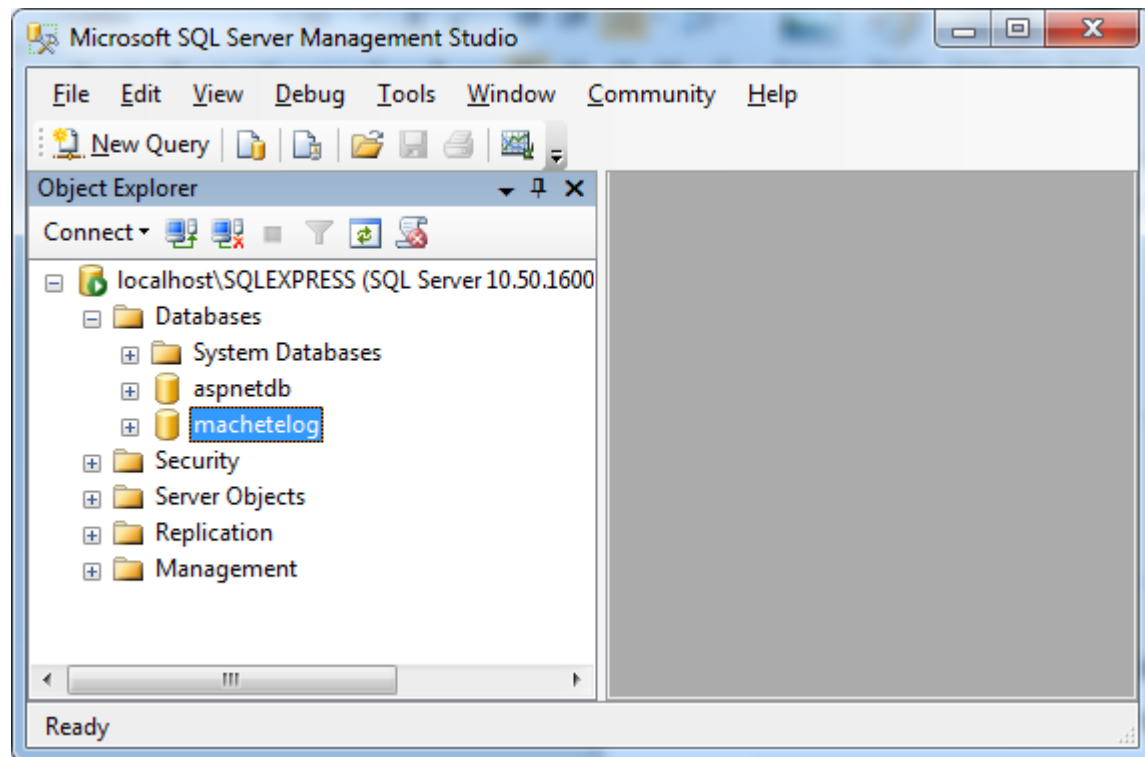 Microsoft SQL Server Management Studio
File Edit View Debug Tools Window Community Help
New Query
Object Explorer
Connect
localhost\SQLEXPRESS (SQL Server 10.50.1600
Databases
System Databases
aspnetdb
machetelog
Security
Server Objects
Replication
Management
Ready